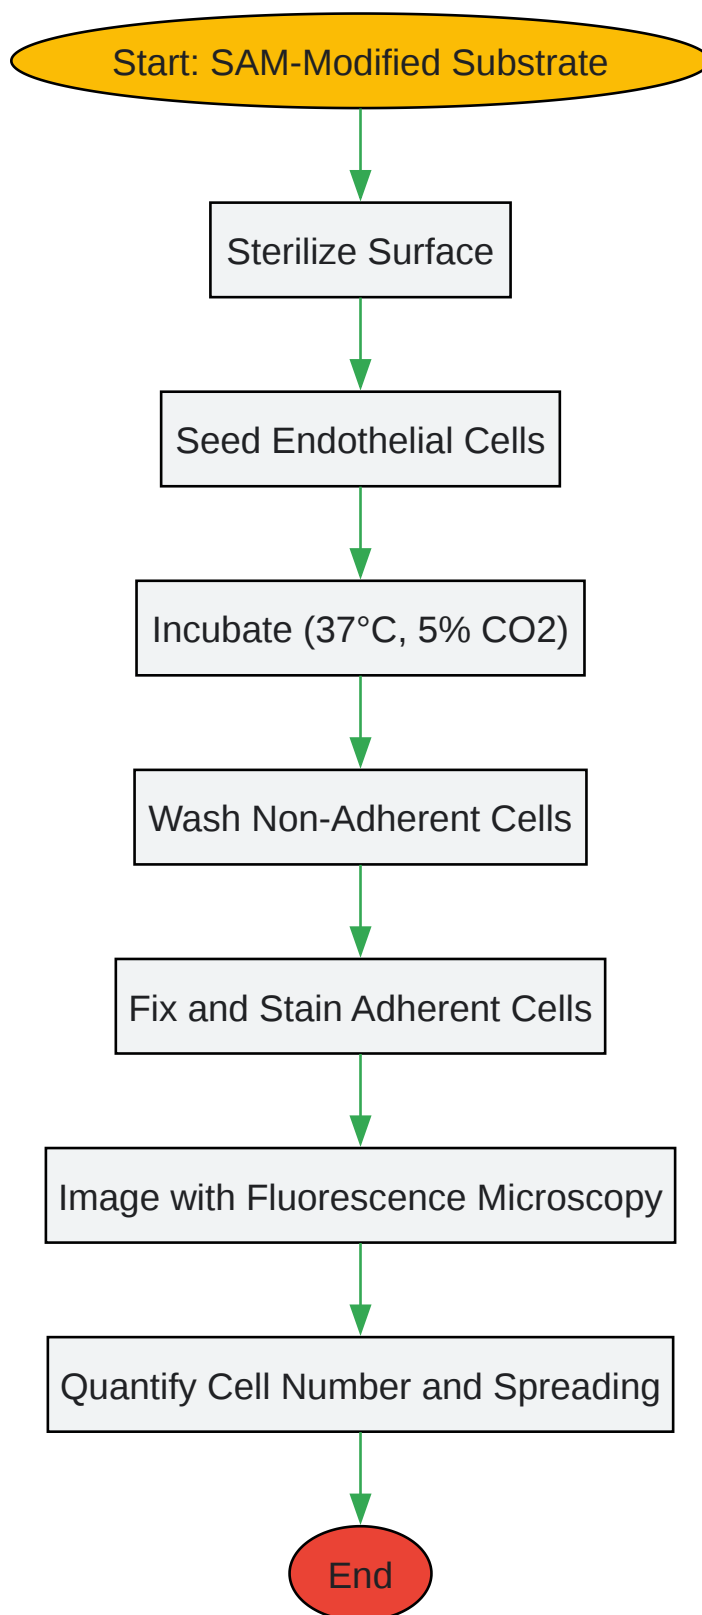 Start: SAM-Modified Substrate
Sterilize Surface
Seed Endothelial Cells
Incubate (37°C, 5% CO2)
Wash Non-Adherent Cells
Fix and Stain Adherent Cells
Image with Fluorescence Microscopy
Quantify Cell Number and Spreading
End